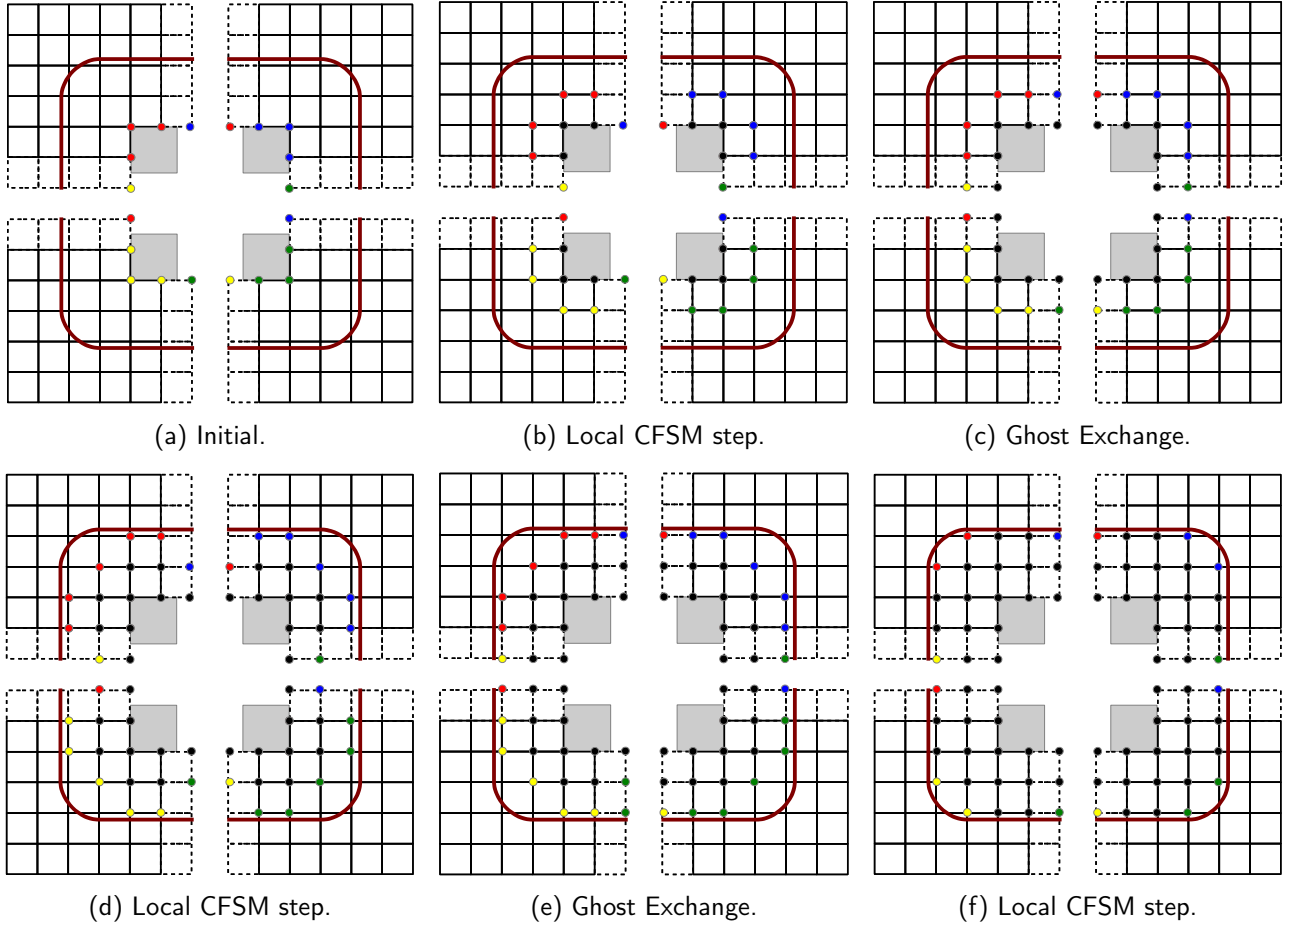 (a) Initial.
(b) Local CFSM step.
(c) Ghost Exchange.
(d) Local CFSM step.
(e) Ghost Exchange.
(f) Local CFSM step.